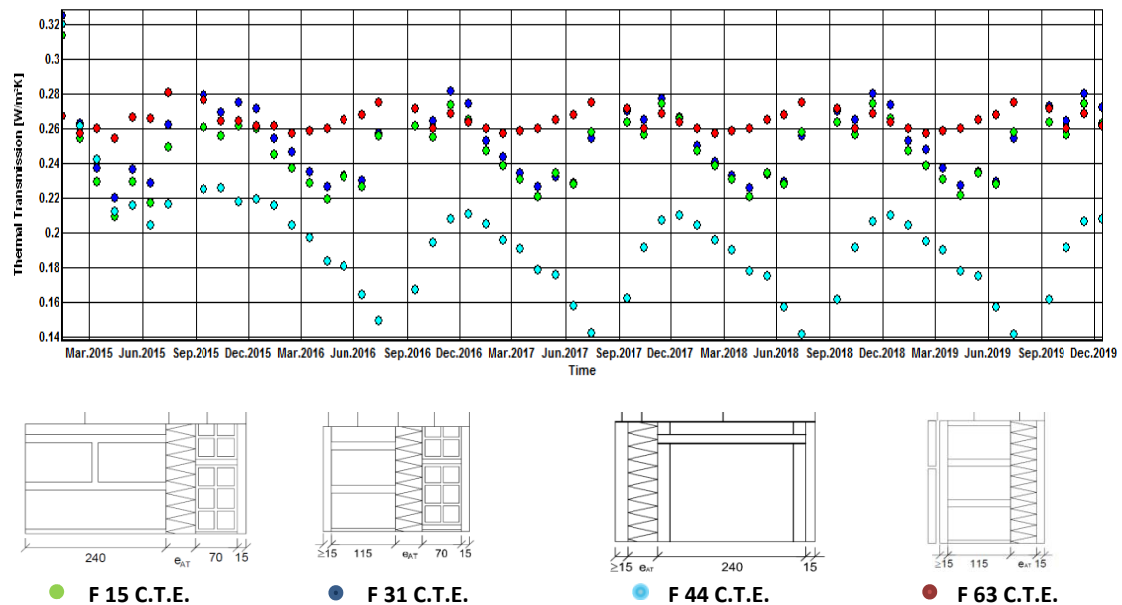 0.32
0.3
0.28
0.26
0.24
0.22
0.2
0.18
0.16
0.14
Thermal Transmission [W/m²K]
Mar.2015 Jun.2015 Sep.2015 Dec.2015 Mar.2016 Jun.2016 Sep.2016 Dec.2016 Mar.2017 Jun.2017 Sep.2017 Dec.2017 Mar.2018 Jun.2018 Sep.2018 Dec.2018 Mar.2019 Jun.2019 Sep.2019 Dec.2019
Time
240 eAT 70 15
≥15 115 eAT 70 15
≥15 eAT 240 15
≥15 115 eAT 15
F 15 C.T.E. F 31 C.T.E. F 44 C.T.E. F 63 C.T.E.